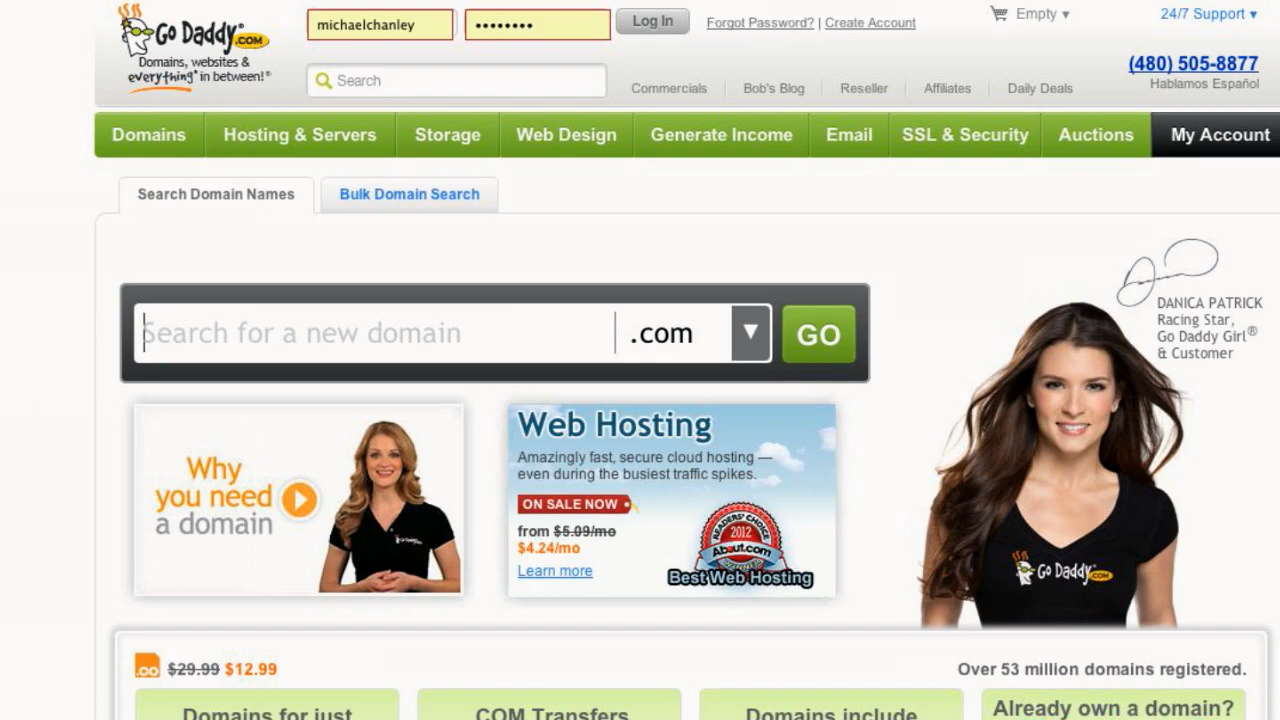 Go Daddy.COM
Domains, websites &
everything* in between!®
michaelchanley
••••••••
Log In
Forgot Password? | Create Account
Empty ▾
24/7 Support ▾
(480) 505-8877
Hablamos Español
Search
Commercials
Bob's Blog
Reseller
Affiliates
Daily Deals
Domains
Hosting & Servers
Storage
Web Design
Generate Income
Email
SSL & Security
Auctions
My Account
Search Domain Names
Bulk Domain Search
Search for a new domain
.com
▼
GO
DANICA PATRICK
Racing Star,
Go Daddy Girl®
& Customer
Why
you need
a domain
Go Daddy
Web Hosting
Amazingly fast, secure cloud hosting —
even during the busiest traffic spikes.
ON SALE NOW
from $5.09/mo
$4.24/mo
Learn more
READERS' CHOICE
2012
About.com
Best Web Hosting
Go Daddy.COM
.co $29.99 $12.99
Over 53 million domains registered.
Domains for just
COM Transfers
Domains include
Already own a domain?